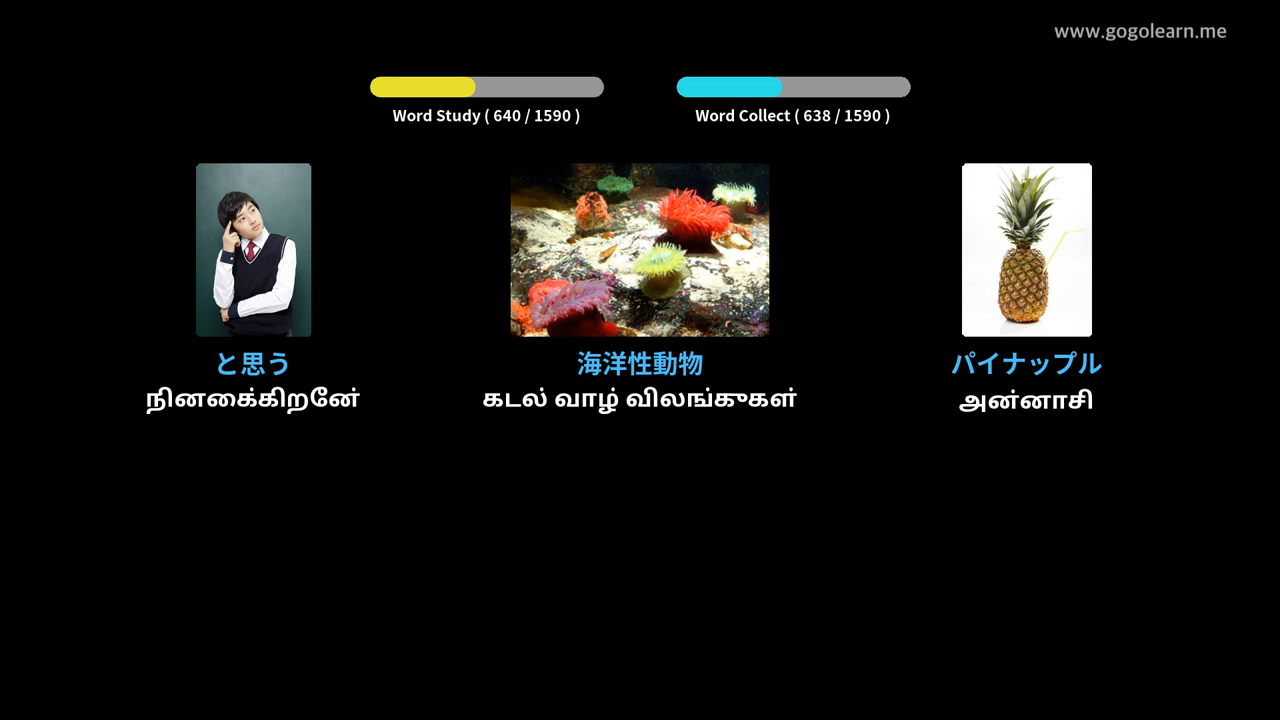 www.gogolearn.me
Word Study ( 640 / 1590 )
Word Collect ( 638 / 1590 )
と思う
海洋性動物
パイナップル
நினைக்கிறேன்
கடல் வாழ் விலங்குகள்
அன்னாசி